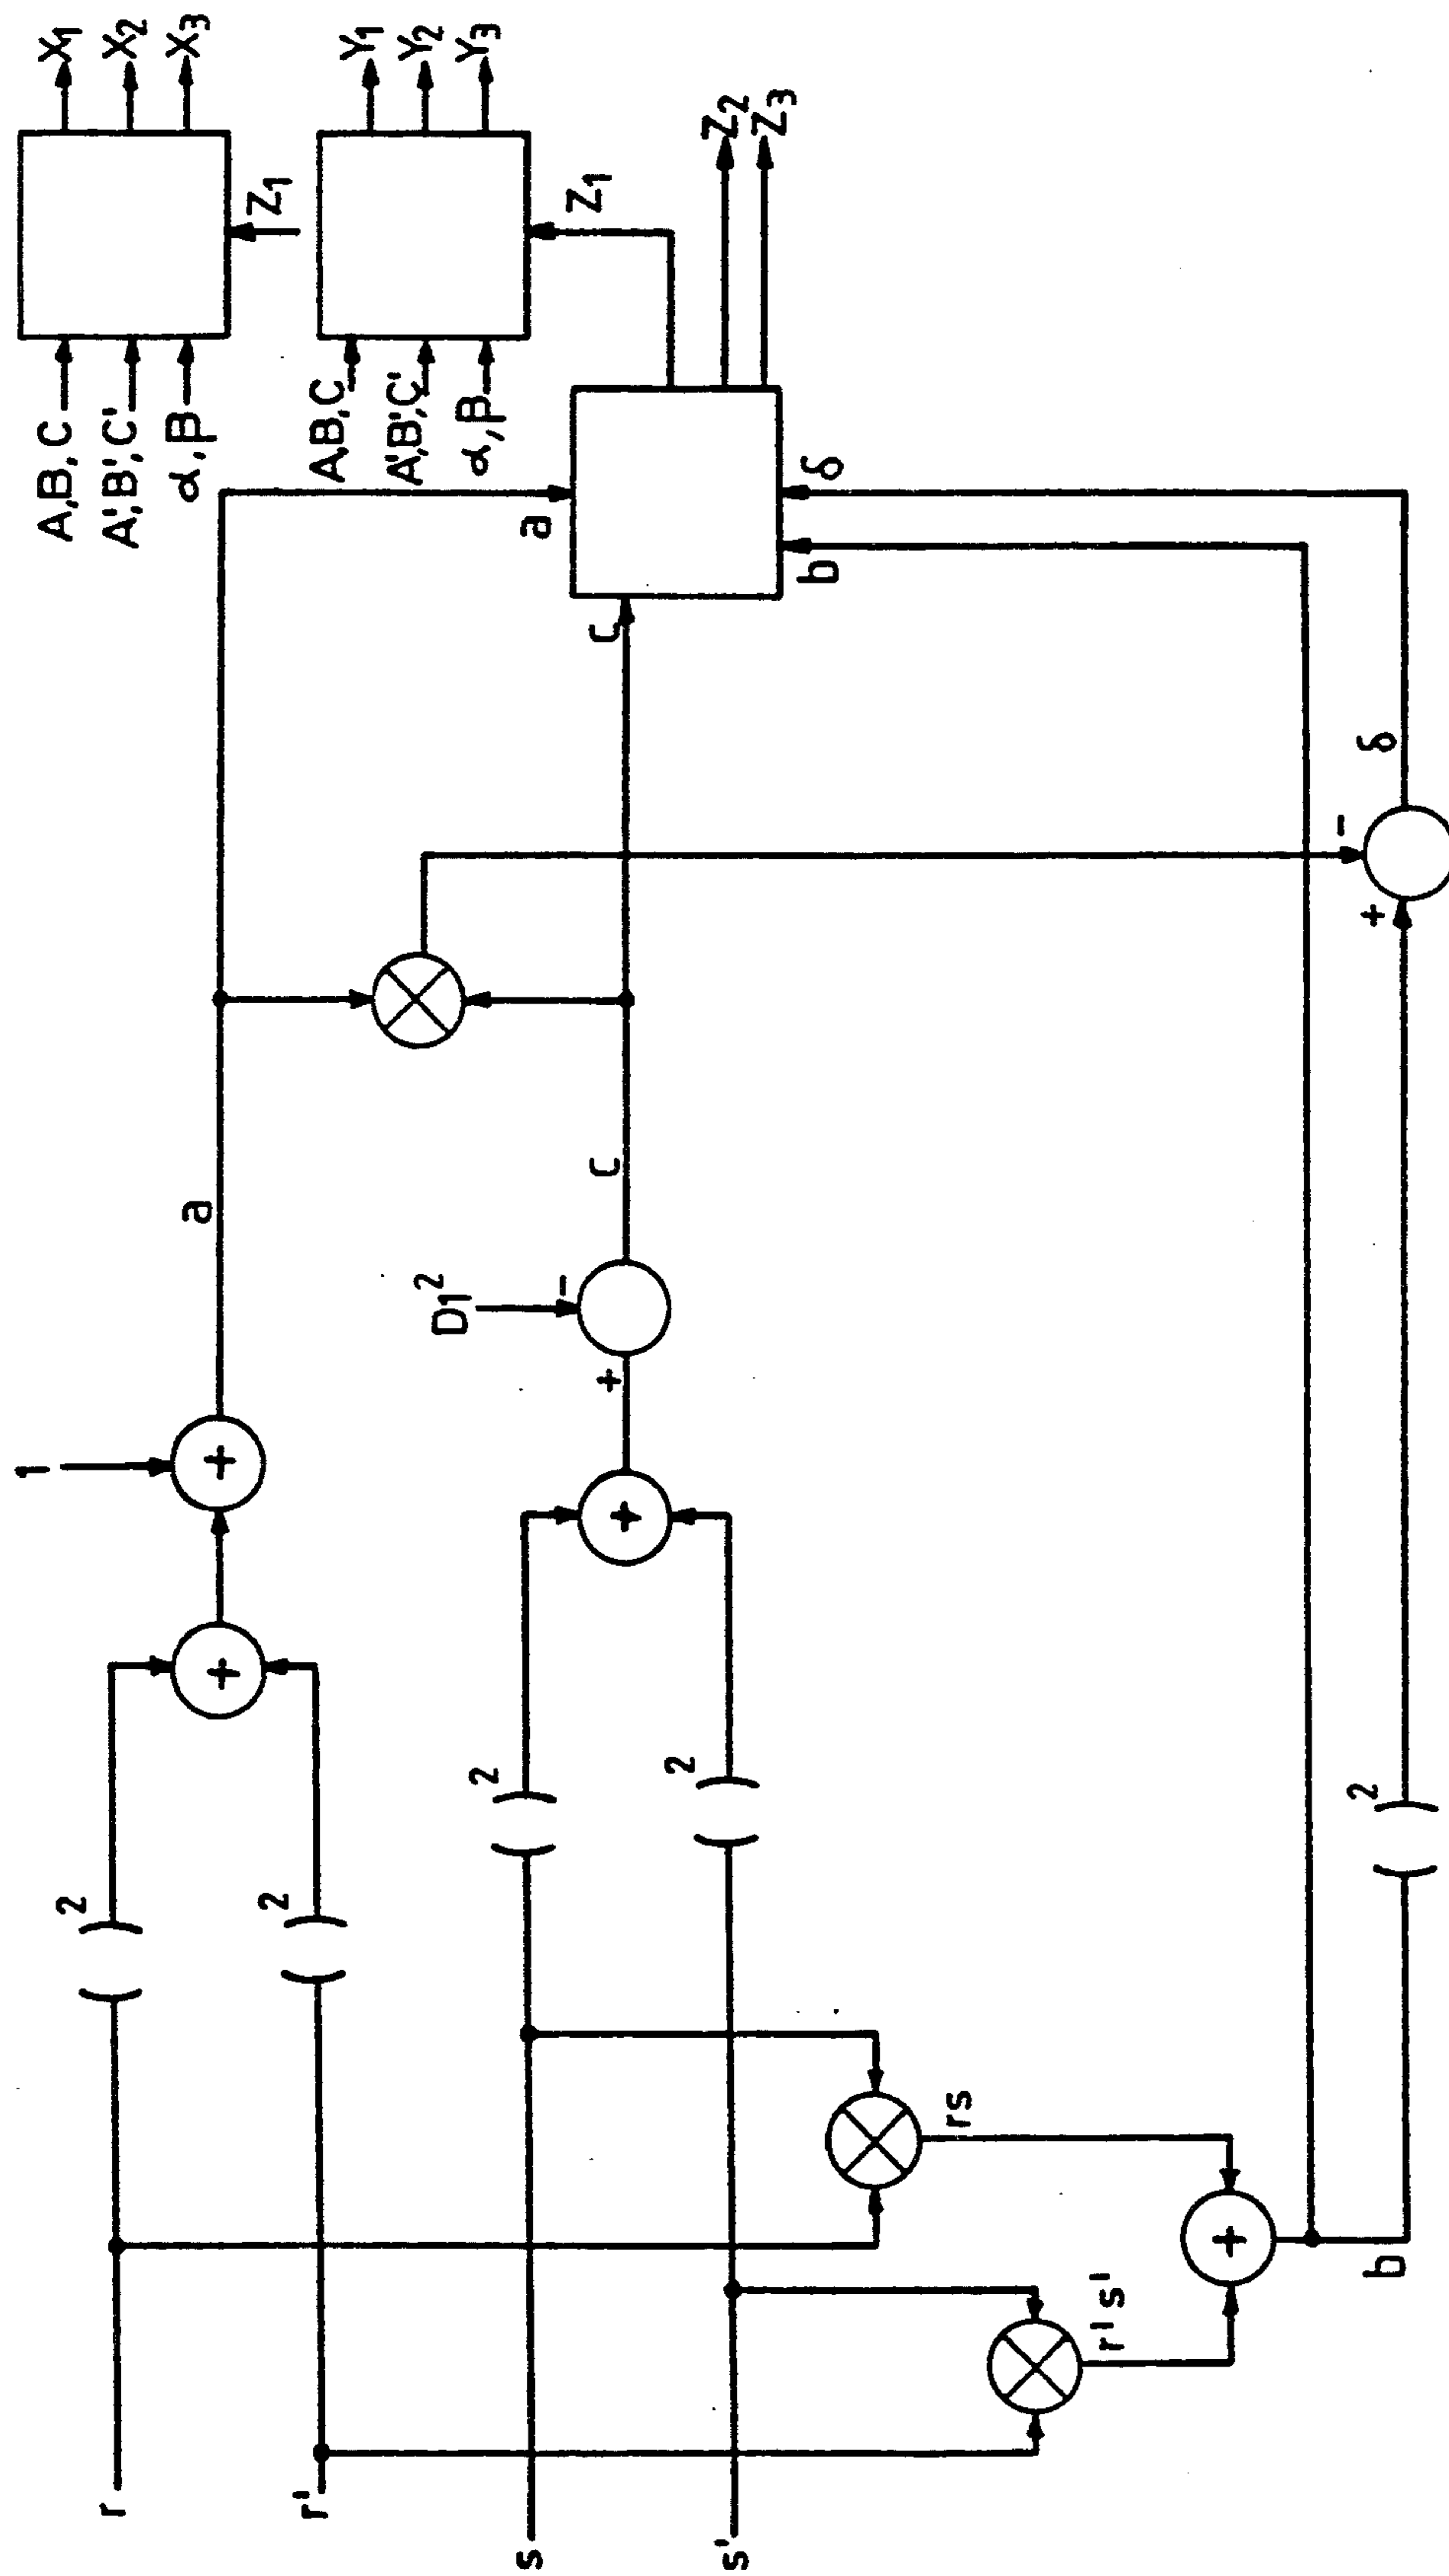 r
r'
s
s'
( )2
( )2
( )2
( )2
( )2
rs
r's'
+
b
+
+
+
1
+
D12
-
a
c
+
-
δ
a
c
b
δ
A,B,C
A',B',C'
α,β
X1
X2
X3
Z1
A,B,C
A',B',C'
α,β
Y1
Y2
Y3
Z1
Z2
Z3